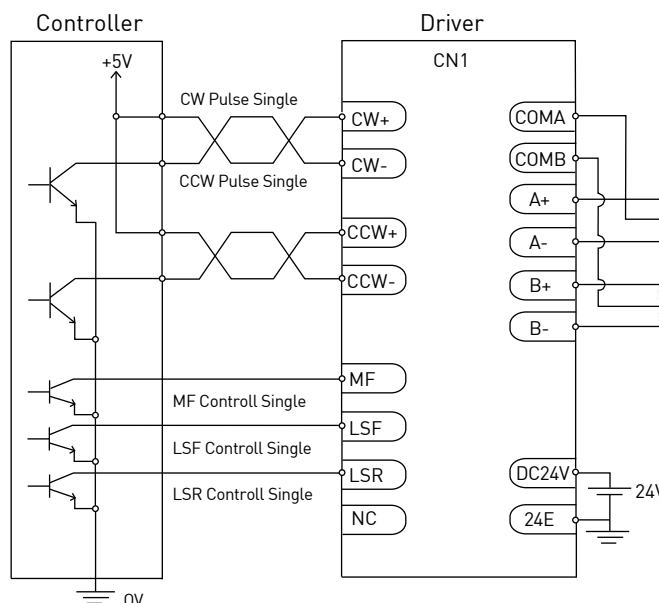 Controller
Driver
+5V
CN1
CW Pulse Single
CW+
COMA
COMB
CCW Pulse Single
CW-
A+
CCW+
A-
CCW-
B+
B-
MF
MF Controll Single
LSF
LSF Controll Single
LSR
DC24V
LSR Controll Single
24V
NC
24E
0V